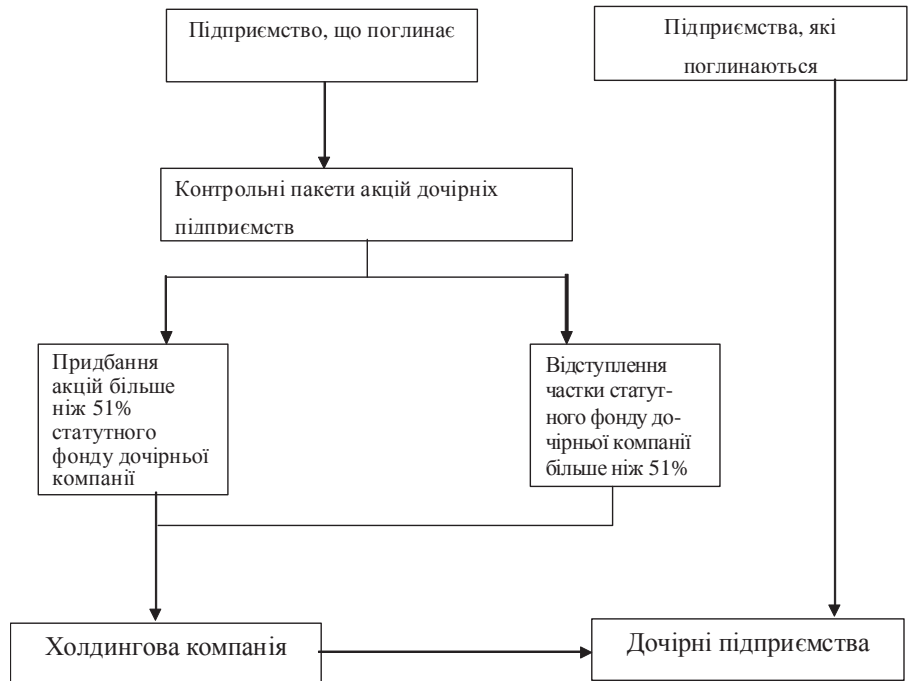 Підприємство, що поглинає
Підприємства, які
поглинаються
Контрольні пакети акцій дочірніх
підприємств
Придбання
акцій більше
ніж 51%
статутного
фонду дочірньої
компанії
Відступлення
частки статут-
ного фонду до-
чірньої компанії
більше ніж 51%
Холдингова компанія
Дочірні підприємства